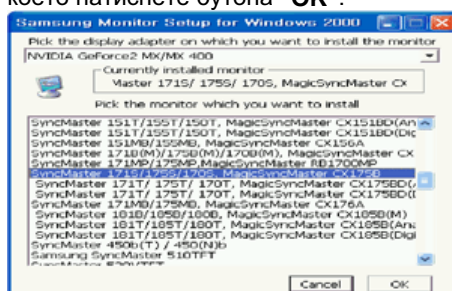 което натиснете бутона "OK".
Samsung Monitor Setup for Windows 2000
Pick the display adapter on which you want to install the monitor
NVIDIA GeForce2 MX/MX 400
Currently installed monitor
Master 171S/ 175S/ 170S, MagicSyncMaster CX
Pick the monitor which you want to install
SyncMaster 151T/155T/150T, MagicSyncMaster CX151BD(An
SyncMaster 151T/155T/150T, MagicSyncMaster CX151BD(Dig
SyncMaster 151MB/155MB, MagicSyncMaster CX156A
SyncMaster 171B(M)/175B(M)/170B(M), MagicSyncMaster CX
SyncMaster 171MP/175MP,MagicSyncMaster RB1700MP
SyncMaster 171S/175S/170S, MagicSyncMaster CX175B
SyncMaster 171T/ 175T/ 170T, MagicSyncMaster CX175BD(
SyncMaster 171T/ 175T/ 170T, MagicSyncMaster CX175BD(
SyncMaster 171MB/175MB, MagicSyncMaster CX176A
SyncMaster 181B/185B/180B, MagicSyncMaster CX185B(M)
SyncMaster 181T/185T/180T, MagicSyncMaster CX185B(Ana
SyncMaster 181T/185T/180T, MagicSyncMaster CX185B(Digi
SyncMaster 450b(T) / 450(N)b
Samsung SyncMaster 510TFT
Cancel OK